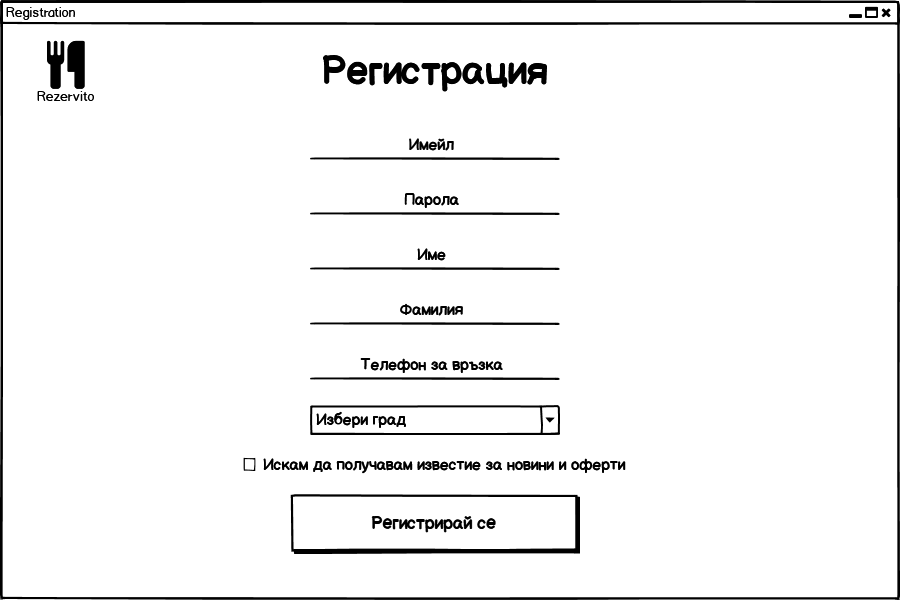 Registration
Rezervito
Регистрация
Имейл
Парола
Име
Фамилия
Телефон за връзка
Избери град
Искам да получавам известие за новини и оферти
Регистрирай се